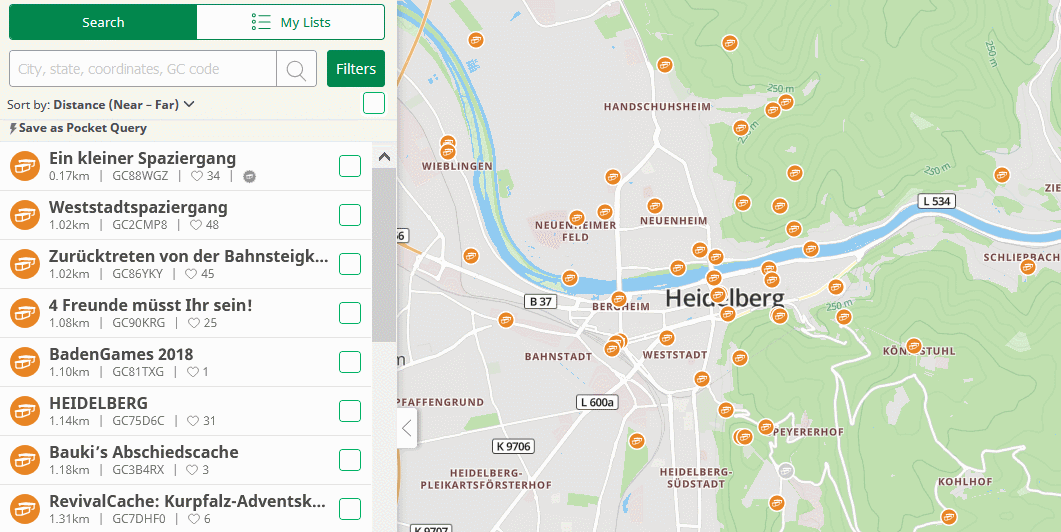 Search
My Lists
City, state, coordinates, GC code
Filters
Sort by: Distance (Near – Far)
Save as Pocket Query
Ein kleiner Spaziergang
0.17km | GC88WGZ | 34 |
Weststadtspaziergang
1.02km | GC2CMP8 | 48
Zurücktreten von der Bahnsteigk...
1.02km | GC86YKY | 45
4 Freunde müsst Ihr sein!
1.08km | GC90KRG | 25
BadenGames 2018
1.10km | GC81TXG | 1
HEIDELBERG
1.14km | GC75D6C | 31
Bauki's Abschiedscache
1.18km | GC3B4RX | 3
RevivalCache: Kurpfalz-Adventsk...
1.31km | GC7DHF0 | 6
250 m
250 m
HANDSCHUHSHEIM
WIEBLINGEN
250 m
ZIE
L 534
NEUENHEIM
NEUENHEIMER
FELD
56
SCHLIERBACH
B 37
Heidelberg
BERGHEIM
250 m
BAHNSTADT
WESTSTADT
KÖNIGSTUHL
m
PFAFFENGRUND
L 600a
PEYERERHOF
K 9706
HEIDELBERG-
PLEIKARTSFÖRSTERHOF
HEIDELBERG-
SÜDSTADT
KOHLHOF
K 9707